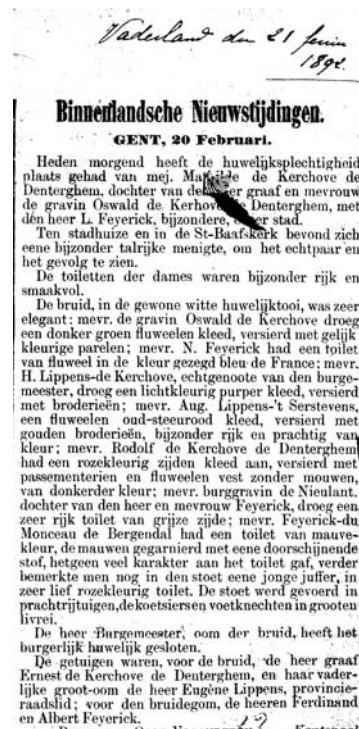 Vaderland den 21
1892.
Binnenlandsche Nieuwstijdingen.
GENT, 20 Februari.
Heden morgend heeft de huwelijksplechtigheid
plaats gehad van mej. de Kerchove de
Denterghem, dochter van den heer graaf en mevrouw
de gravin Oswald de Kerhove de Denterghem, met
den heer L. Feyerick, bijzondere, stad.
Ten stadhuize en in de St-Baafskerk bevond zich
eene bijzonder talrijke menigte, om het echtpaar en
het gevolg te zien.
De toiletten der dames waren bijzonder rijk en
smaakvol.
De bruid, in de gewone witte huwelijktooi, was zeer
elegant; mevr. de gravin Oswald de Kerchove droeg
een donker groen fluweelen kleed, versierd met gelijk
kleurige parelen; mevr. N. Feyerick had een toilet
van fluweel in de kleur gezegd bleu de France; mevr.
H. Lippens-de Kerchove, echtgenoote van den burge-
meester, droeg een lichtkleurig purper kleed, versierd
met broderieën; mevr. Aug. Lippens-'t Serstevens,
een fluweelen oud-steeurood kleed, versierd met
gouden broderieën, bijzonder rijk en prachtig van
kleur; mevr. Rodolf de Kerchove de Denterghem
had een rozekleurig zijden kleed aan, versierd met
passementerien en fluweelen vest zonder mouwen,
van donkerder kleur; mevr. burggravin de Nieulant,
dochter van den heer en mevrouw Feyerick, droeg een
zeer rijk toilet van grijze zijde; mevr. Feyerick-du
Monceau de Bergendal had een toilet van mauve-
kleur, de mauwen gegarnierd met eene doorschijnende
stof, hetgeen veel karakter aan het toilet gaf, verder
bemerkte men nog in den stoet eene jonge juffer, in
zeer lief rozekleurig toilet. De stoet werd gevoerd in
prachtrijtuigen, de koetsiers en voetknechten in grooten
livrei.
De heer Burgemeester, oom der bruid, heeft het
burgerlijk huwelijk gesloten.
De getuigen waren, voor de bruid, de heer graaf
Ernest de Kerchove de Denterghem, en haar vader-
lijke groot-oom de heer Eugène Lippens, provincie-
raadslid; voor den bruidegom, de heeren Ferdinand
en Albert Feyerick.